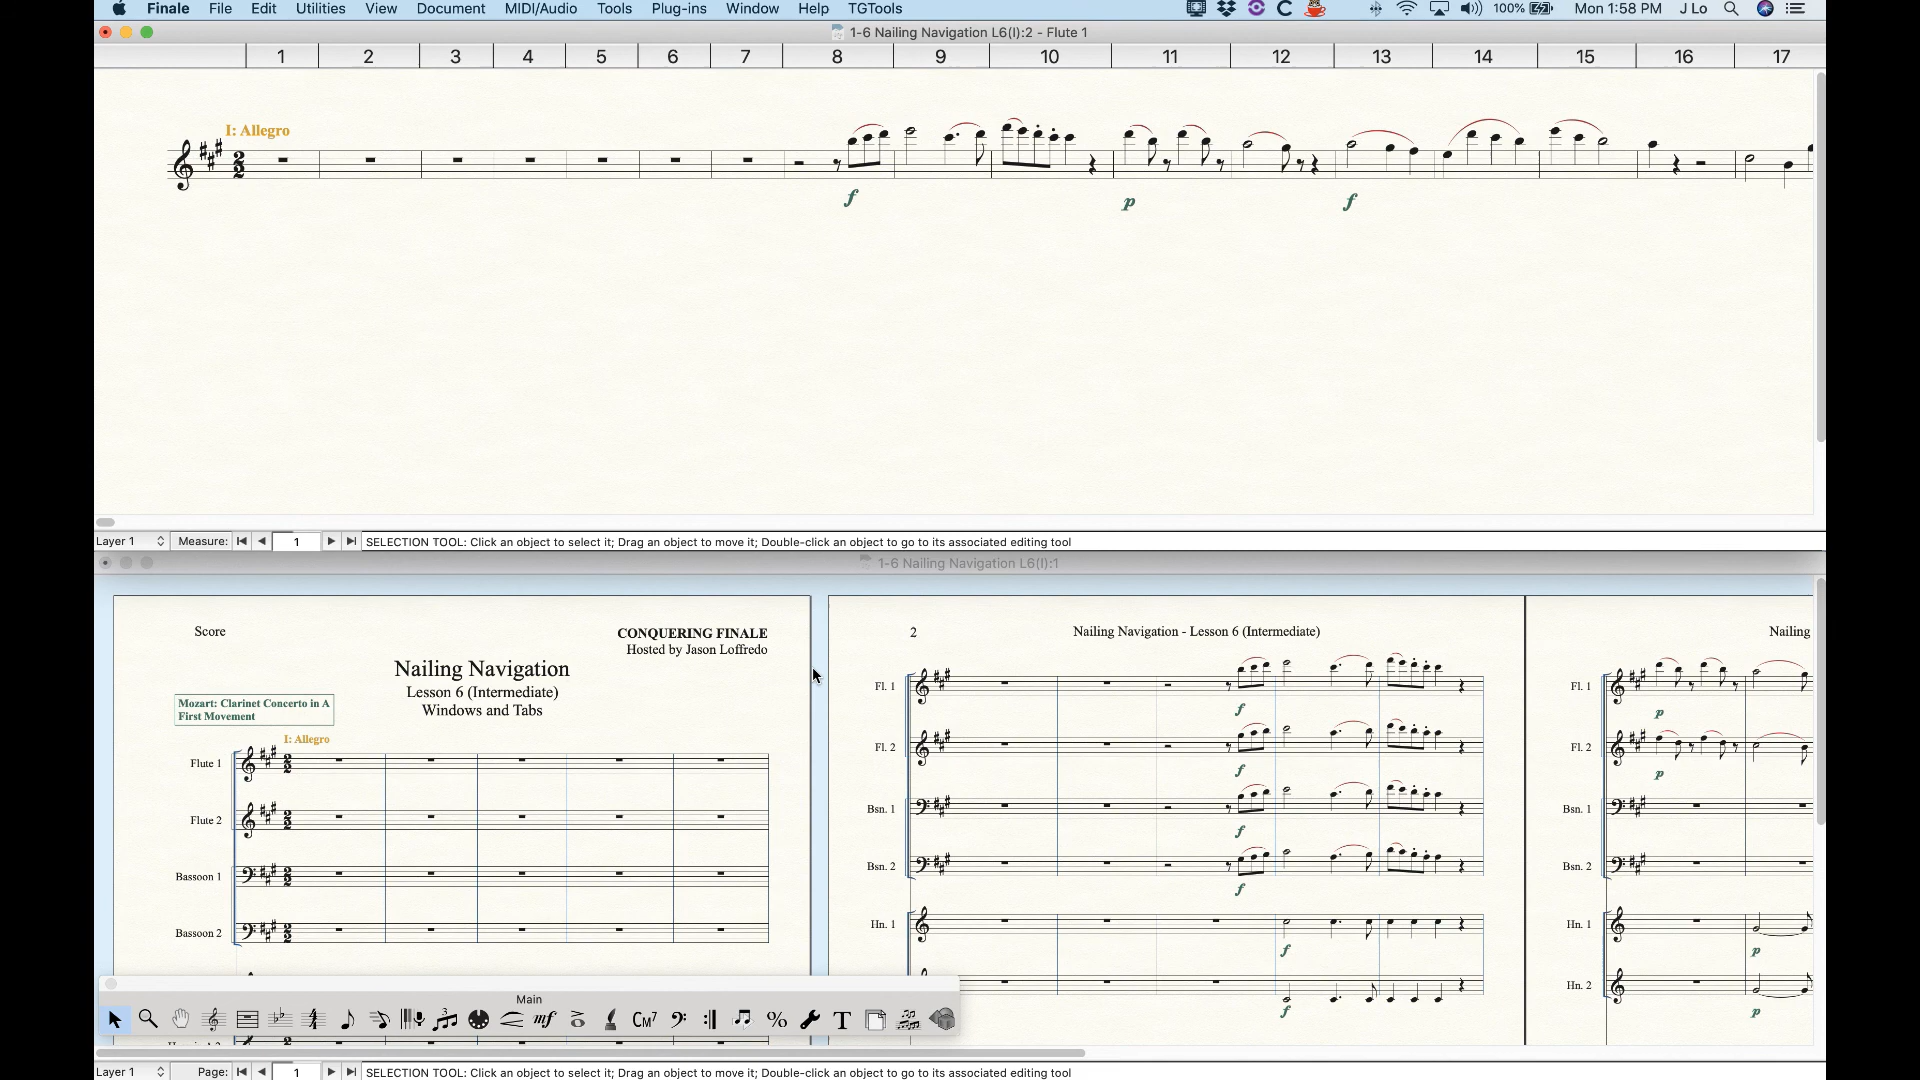 Finale File Edit Utilities View Document MIDI/Audio Tools Plug-ins Window Help TGTools 100% Mon 1:58 PM J Lo
1-6 Nailing Navigation L6(I):2 - Flute 1
1 2 3 4 5 6 7 8 9 10 11 12 13 14 15 16 17
I: Allegro
f p f
Layer 1 Measure: 1 SELECTION TOOL: Click an object to select it; Drag an object to move it; Double-click an object to go to its associated editing tool
1-6 Nailing Navigation L6(I):1
Score
CONQUERING FINALE
Hosted by Jason Loffredo
Nailing Navigation
Lesson 6 (Intermediate)
Windows and Tabs
Mozart: Clarinet Concerto in A
First Movement
I: Allegro
Flute 1
Flute 2
Bassoon 1
Bassoon 2
2 Nailing Navigation - Lesson 6 (Intermediate)
Fl. 1
f
Fl. 2
f
Bsn. 1
f
Bsn. 2
f
Hn. 1
f
f
Nailing
Fl. 1
p
Fl. 2
p
Bsn. 1
Bsn. 2
Hn. 1
p
Hn. 2
p
Main
mf CM7 % T
Layer 1 Page: 1 SELECTION TOOL: Click an object to select it; Drag an object to move it; Double-click an object to go to its associated editing tool